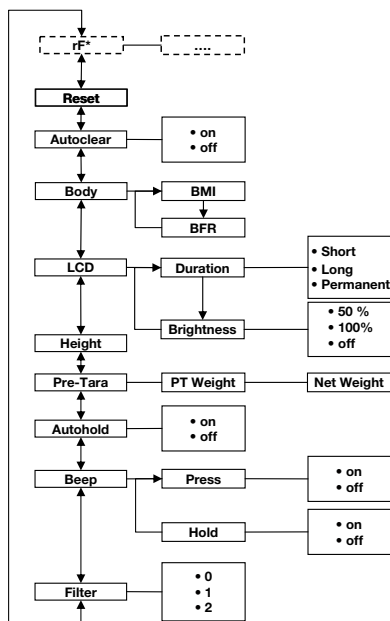 rF*
....
Reset
Autoclear
• on
• off
Body
BMI
BFR
LCD
Duration
• Short
• Long
• Permanent
Brightness
• 50 %
• 100%
• off
Height
Pre-Tara
PT Weight
Net Weight
Autohold
• on
• off
Beep
Press
• on
• off
Hold
• on
• off
Filter
• 0
• 1
• 2